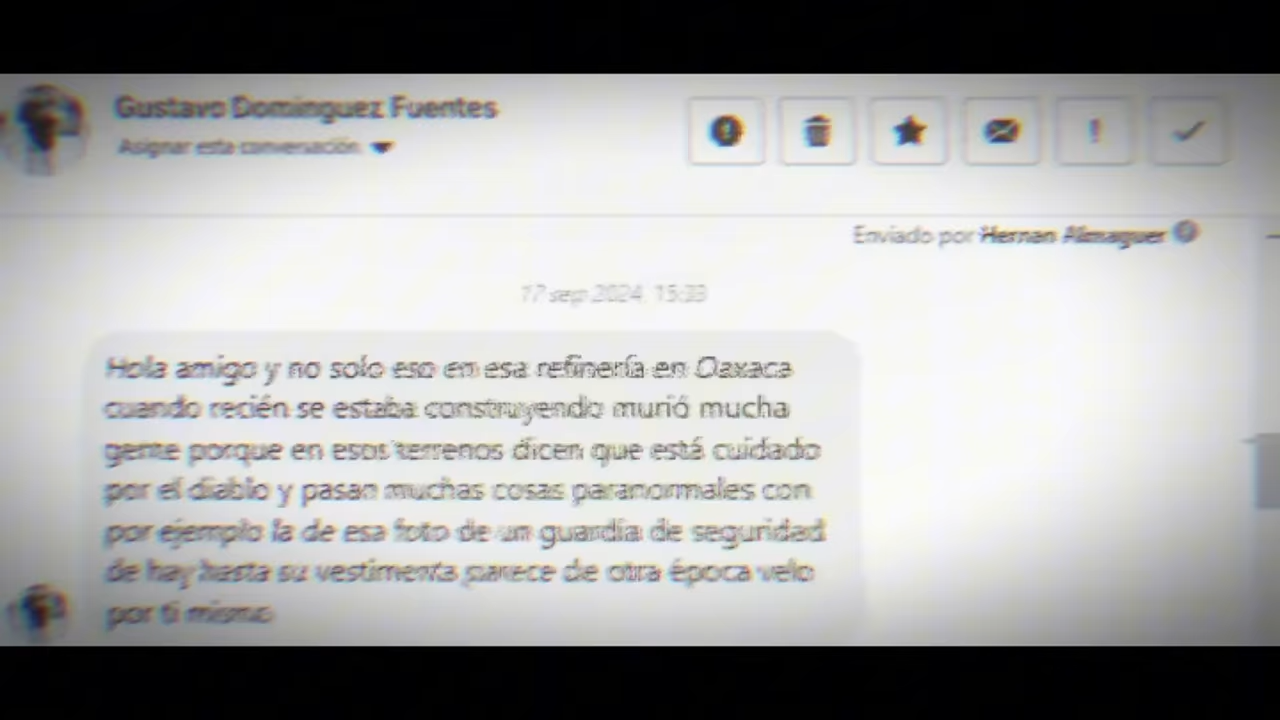 Gustavo Dominguez Fuentes
Asignar esta conversación
Enviado por Hernan Almaguer
17 sep 2024, 15:33
Hola amigo y no solo eso en esa refinería en Oaxaca
cuando recién se estaba construyendo murió mucha
gente porque en esos terrenos dicen que está cuidado
por el diablo y pasan muchas cosas paranormales con
por ejemplo la de esa foto de un guardia de seguridad
de hay hasta su vestimenta parece de otra época velo
por ti mismo